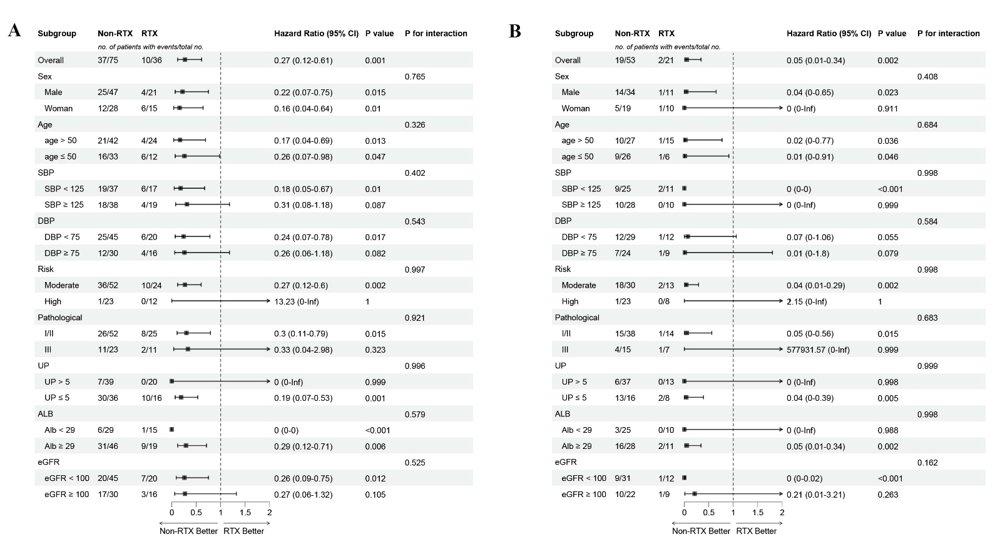 A
Subgroup Non-RTX RTX Hazard Ratio (95% CI) P value P for interaction
no. of patients with events/total no.
Overall 37/75 10/36 0.27 (0.12-0.61) 0.001
Sex 0.765
Male 25/47 4/21 0.22 (0.07-0.75) 0.015
Woman 12/28 6/15 0.16 (0.04-0.64) 0.01
Age 0.326
age > 50 21/42 4/24 0.17 (0.04-0.69) 0.013
age ≤ 50 16/33 6/12 0.26 (0.07-0.98) 0.047
SBP 0.402
SBP < 125 19/37 6/17 0.18 (0.05-0.67) 0.01
SBP ≥ 125 18/38 4/19 0.31 (0.08-1.18) 0.087
DBP 0.543
DBP < 75 25/45 6/20 0.24 (0.07-0.78) 0.017
DBP ≥ 75 12/30 4/16 0.26 (0.06-1.18) 0.082
Risk 0.997
Moderate 36/52 10/24 0.27 (0.12-0.6) 0.002
High 1/23 0/12 13.23 (0-Inf) 1
Pathological 0.921
I/II 26/52 8/25 0.3 (0.11-0.79) 0.015
III 11/23 2/11 0.33 (0.04-2.98) 0.323
UP 0.996
UP > 5 7/39 0/20 0 (0-Inf) 0.999
UP ≤ 5 30/36 10/16 0.19 (0.07-0.53) 0.001
ALB 0.579
Alb < 29 6/29 1/15 0 (0-0) <0.001
Alb ≥ 29 31/46 9/19 0.29 (0.12-0.71) 0.006
eGFR 0.525
eGFR < 100 20/45 7/20 0.26 (0.09-0.75) 0.012
eGFR ≥ 100 17/30 3/16 0.27 (0.06-1.32) 0.105
0 0.5 1 1.5 2
Non-RTX Better RTX Better
B
Subgroup Non-RTX RTX Hazard Ratio (95% CI) P value P for interaction
no. of patients with events/total no.
Overall 19/53 2/21 0.05 (0.01-0.34) 0.002
Sex 0.408
Male 14/34 1/11 0.04 (0-0.65) 0.023
Woman 5/19 1/10 0 (0-Inf) 0.911
Age 0.684
age > 50 10/27 1/15 0.02 (0-0.77) 0.036
age ≤ 50 9/26 1/6 0.01 (0-0.91) 0.046
SBP 0.998
SBP < 125 9/25 2/11 0 (0-0) <0.001
SBP ≥ 125 10/28 0/10 0 (0-Inf) 0.999
DBP 0.584
DBP < 75 12/29 1/12 0.07 (0-1.06) 0.055
DBP ≥ 75 7/24 1/9 0.01 (0-1.8) 0.079
Risk 0.998
Moderate 18/30 2/13 0.04 (0.01-0.29) 0.002
High 1/23 0/8 2.15 (0-Inf) 1
Pathological 0.683
I/II 15/38 1/14 0.05 (0-0.56) 0.015
III 4/15 1/7 577931.57 (0-Inf) 0.999
UP 0.999
UP > 5 6/37 0/13 0 (0-Inf) 0.998
UP ≤ 5 13/16 2/8 0.04 (0-0.39) 0.005
ALB 0.998
Alb < 29 3/25 0/10 0 (0-Inf) 0.988
Alb ≥ 29 16/28 2/11 0.05 (0.01-0.34) 0.002
eGFR 0.162
eGFR < 100 9/31 1/12 0 (0-0.02) <0.001
eGFR ≥ 100 10/22 1/9 0.21 (0.01-3.21) 0.263
0 0.5 1 1.5 2
Non-RTX Better RTX Better